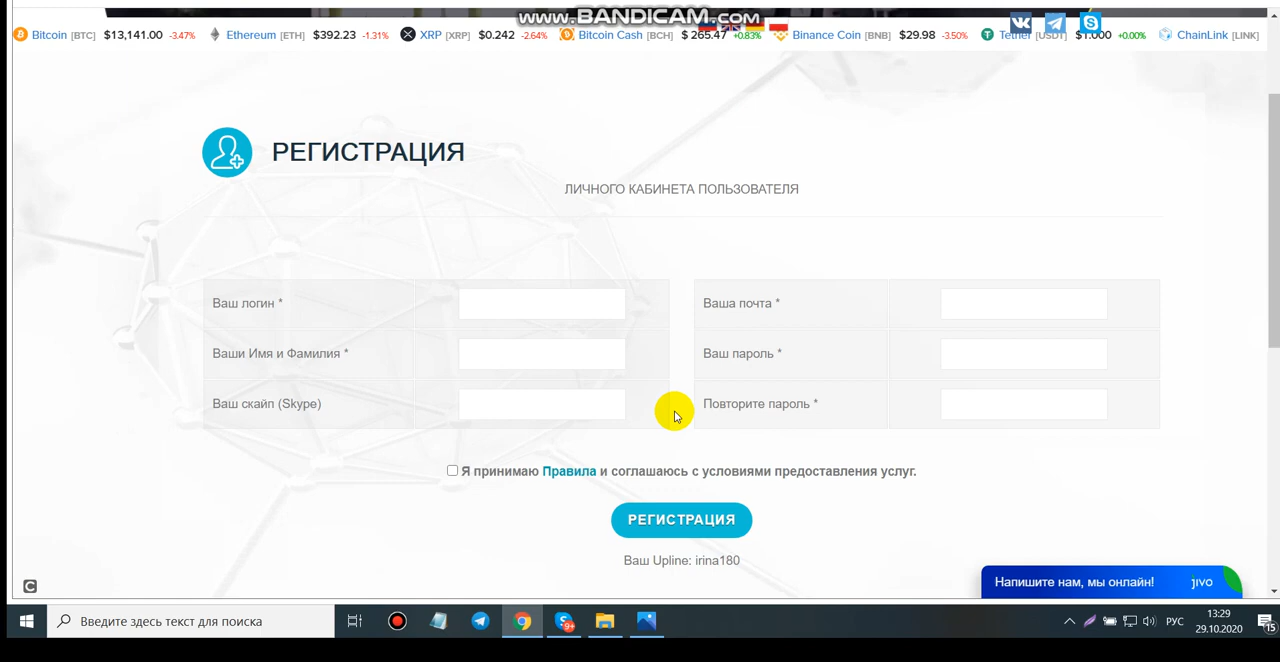 www.BANDICAM.com
Bitcoin [BTC] $13,141.00 -3.47% Ethereum [ETH] $392.23 -1.31% XRP [XRP] $0.242 -2.64% Bitcoin Cash [BCH] $265.47 +0.83% Binance Coin [BNB] $29.98 -3.50% Tether [USDT] $1.000 +0.00% ChainLink [LINK]
РЕГИСТРАЦИЯ
ЛИЧНОГО КАБИНЕТА ПОЛЬЗОВАТЕЛЯ
Ваш логин * Ваша почта *
Ваши Имя и Фамилия * Ваш пароль *
Ваш скайп (Skype) Повторите пароль *
Я принимаю Правила и соглашаюсь с условиями предоставления услуг.
РЕГИСТРАЦИЯ
Ваш Upline: irina180
Напишите нам, мы онлайн! jivo
Введите здесь текст для поиска
9+
РУС
13:29
29.10.2020
15